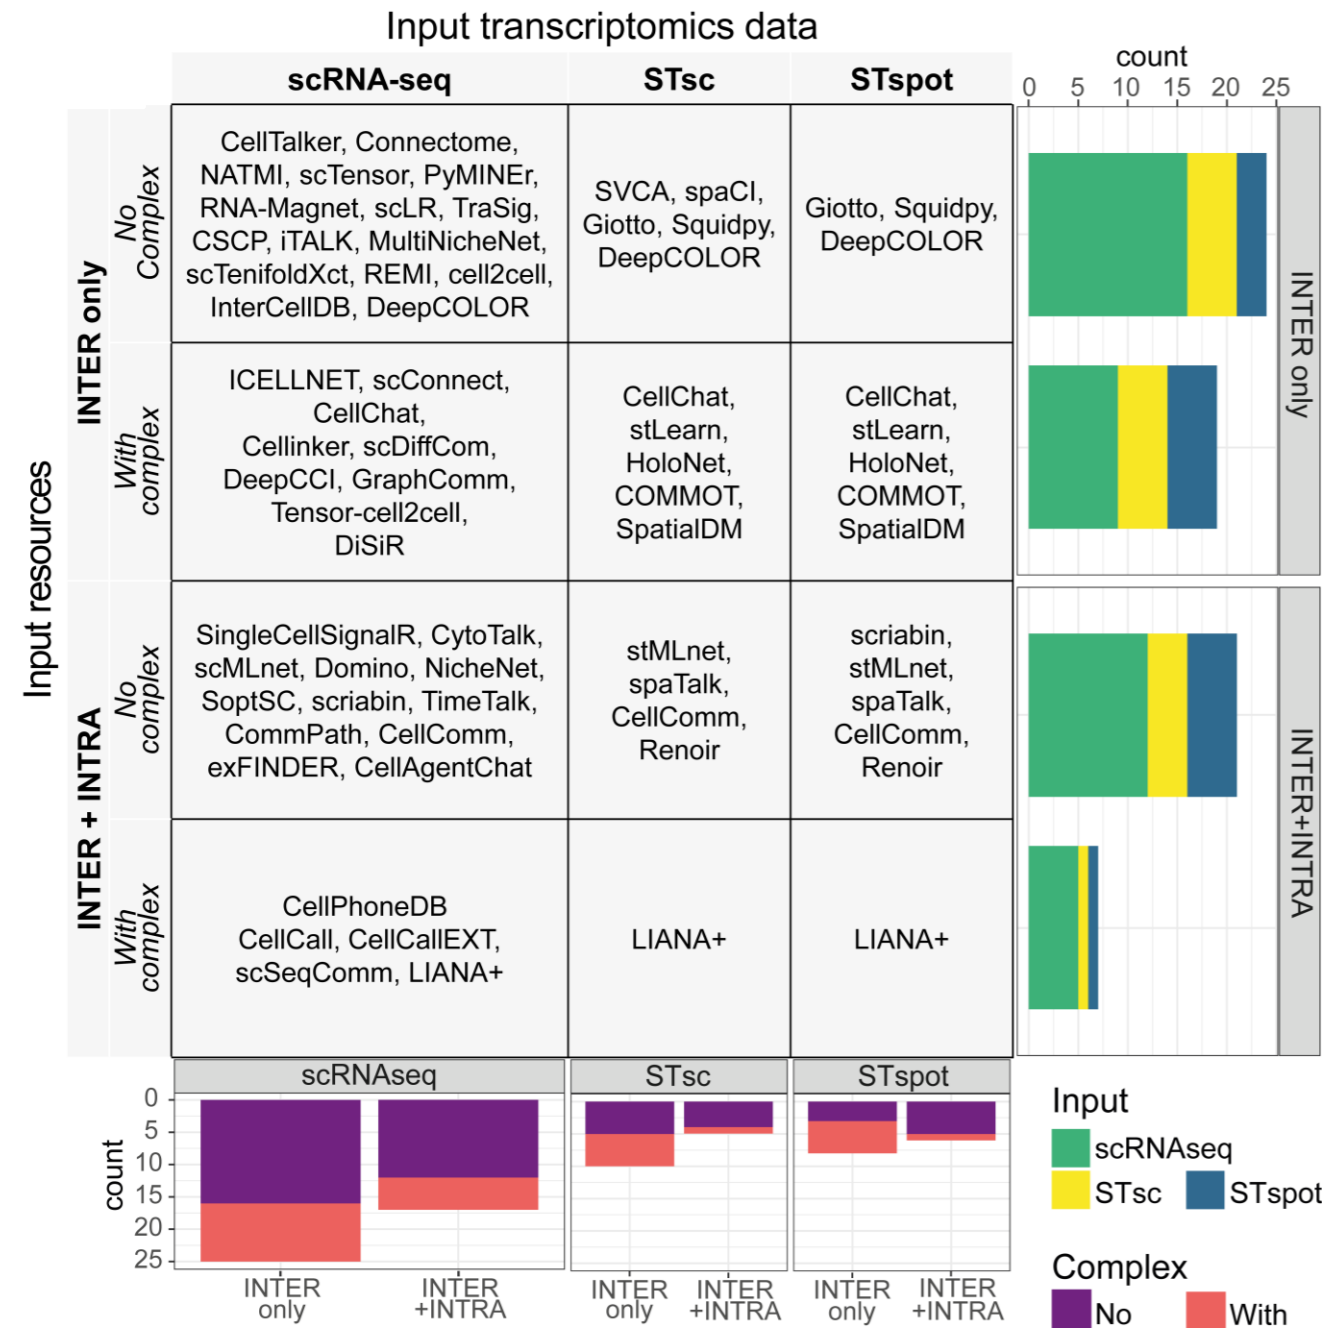 Input transcriptomics data
scRNA-seq
STsc
STspot
count
0 5 10 15 20 25
Input resources
INTER only
No
Complex
CellTalker, Connectome,
NATMI, scTensor, PyMINEr,
RNA-Magnet, scLR, TraSig,
CSCP, iTALK, MultiNicheNet,
scTenifoldXct, REMI, cell2cell,
InterCellDB, DeepCOLOR
SVCA, spaCI,
Giotto, Squidpy,
DeepCOLOR
Giotto, Squidpy,
DeepCOLOR
INTER only
With
complex
ICELLNET, scConnect,
CellChat,
Cellinker, scDiffCom,
DeepCCI, GraphComm,
Tensor-cell2cell,
DiSiR
CellChat,
stLearn,
HoloNet,
COMMOT,
SpatialDM
CellChat,
stLearn,
HoloNet,
COMMOT,
SpatialDM
INTER + INTRA
No
complex
SingleCellSignalR, CytoTalk,
scMLnet, Domino, NicheNet,
SoptSC, scriabin, TimeTalk,
CommPath, CellComm,
exFINDER, CellAgentChat
stMLnet,
spaTalk,
CellComm,
Renoir
scriabin,
stMLnet,
spaTalk,
CellComm,
Renoir
INTER+INTRA
With
complex
CellPhoneDB
CellCall, CellCallEXT,
scSeqComm, LIANA+
LIANA+
LIANA+
scRNAseq
STsc
STspot
count
0
5
10
15
20
25
INTER
only
INTER
+INTRA
INTER
only
INTER
+INTRA
INTER
only
INTER
+INTRA
Input
scRNAseq
STsc
STspot
Complex
No
With